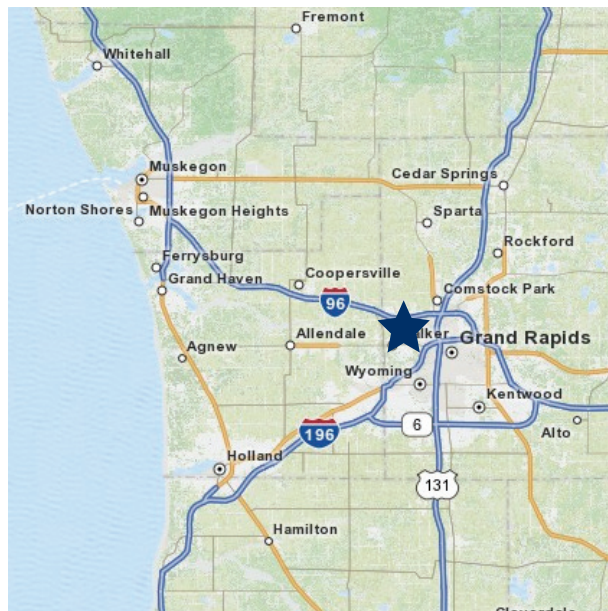 Fremont
Whitehall
Muskegon
Cedar Springs
Norton Shores
Muskegon Heights
Sparta
Rockford
Ferrysburg
Coopersville
Grand Haven
96
Comstock Park
Allendale
Grand Rapids
Agnew
Wyoming
Kentwood
196
6
Alto
Holland
131
Hamilton